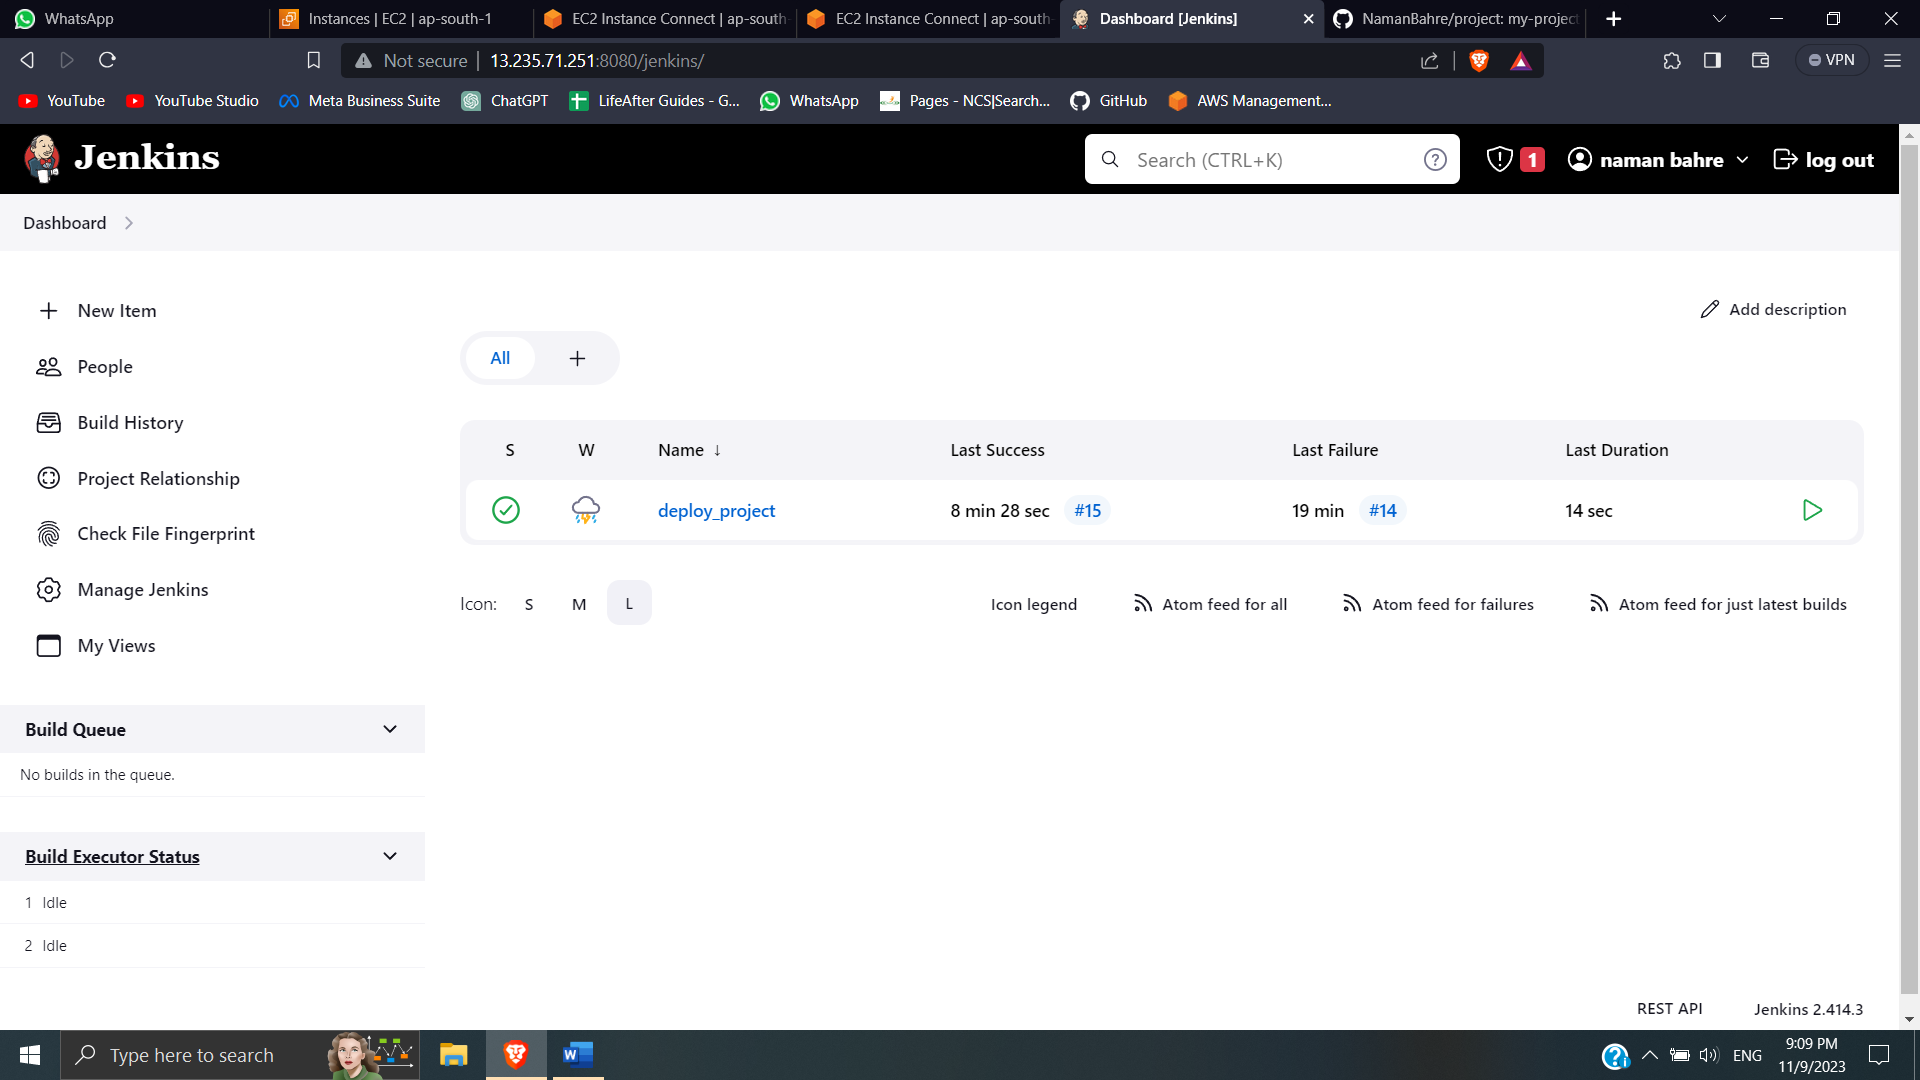 WhatsApp
Instances | EC2 | ap-south-1
EC2 Instance Connect | ap-south-
EC2 Instance Connect | ap-south-
Dashboard [Jenkins]
NamanBahre/project: my-project
Not secure
13.235.71.251:8080/jenkins/
VPN
YouTube
YouTube Studio
Meta Business Suite
ChatGPT
LifeAfter Guides - G...
WhatsApp
Pages - NCS|Search...
GitHub
AWS Management...
Jenkins
Search (CTRL+K)
1
naman bahre
log out
Dashboard
New Item
People
Build History
Project Relationship
Check File Fingerprint
Manage Jenkins
My Views
Build Queue
No builds in the queue.
Build Executor Status
1 Idle
2 Idle
Add description
All
S W Name ↓ Last Success Last Failure Last Duration
deploy_project 8 min 28 sec #15 19 min #14 14 sec
Icon: S M L
Icon legend
Atom feed for all
Atom feed for failures
Atom feed for just latest builds
REST API
Jenkins 2.414.3
Type here to search
ENG
9:09 PM
11/9/2023